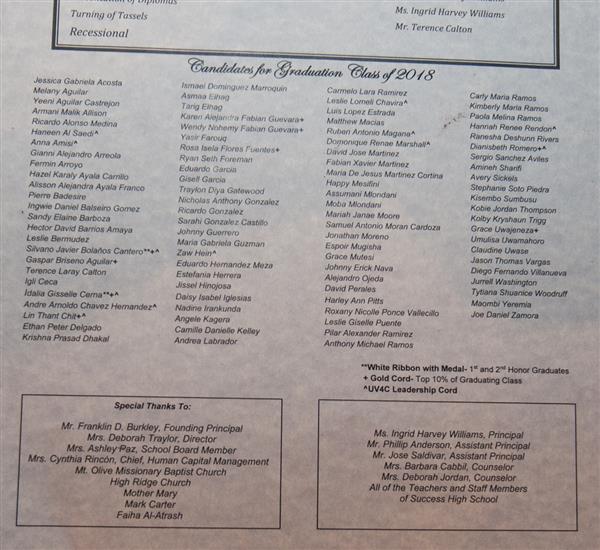 Turning of Tassels
Recessional
Ms. Ingrid Harvey Williams
Mr. Terence Calton
Candidates for Graduation Class of 2018
Jessica Gabriela Acosta
Melany Aguilar
Yeeni Aguilar Castrejon
Armani Malik Allison
Ricardo Alonso Medina
Haneen Al Saedi^
Anna Amisi^
Gianni Alejandro Arreola
Fermin Arroyo
Hazel Karaly Ayala Carrillo
Alisson Alejandra Ayala Franco
Pierre Badesire
Ingwie Daniel Balseiro Gomez
Sandy Elaine Barboza
Hector David Barrios Amaya
Leslie Bermudez
Silvano Javier Bolaños Cantero**+^
Gaspar Briseno Aguilar+
Terence Laray Calton
Igli Ceca
Idalia Gisselle Cerna**+^
Andre Arnoldo Chavez Hernandez^
Lin Thant Chit+^
Ethan Peter Delgado
Krishna Prasad Dhakal
Ismael Dominguez Marroquin
Asmaa Elhag
Tarig Elhag
Karen Alejandra Fabian Guevara+
Wendy Nohemy Fabian Guevara+
Yasir Farouq
Rosa Isela Flores Fuentes+
Ryan Seth Foreman
Eduardo Garcia
Gisell Garcia
Traylon Diya Gatewood
Nicholas Anthony Gonzalez
Ricardo Gonzalez
Sarahi Gonzalez Castillo
Johnny Guerrero
Maria Gabriela Guzman
Zaw Hein^
Eduardo Hernandez Meza
Estefania Herrera
Jissel Hinojosa
Daisy Isabel Iglesias
Nadine Irankunda
Angele Kagera
Camille Danielle Kelley
Andrea Labrador
Carmelo Lara Ramirez
Leslie Lomeli Chavira^
Luis Lopez Estrada
Matthew Macias
Ruben Antonio Magana^
Domonique Renae Marshall^
David Jose Martinez
Fabian Xavier Martinez
Maria De Jesus Martinez Cortina
Happy Mesifini
Assumani Mlondani
Moba Mlondani
Mariah Janae Moore
Samuel Antonio Moran Cardoza
Jonathan Moreno
Espoir Mugisha
Grace Mutesi
Johnny Erick Nava
Alejandro Ojeda
David Perales
Harley Ann Pitts
Roxany Nicolle Ponce Vallecillo
Leslie Giselle Puente
Pilar Alexander Ramirez
Anthony Michael Ramos
Carly Maria Ramos
Kimberly Maria Ramos
Paola Melina Ramos
Hannah Renee Rendon^
Ranesha Deshunn Rivers
Dianisbeth Romero+^
Sergio Sanchez Aviles
Amineh Sharifi
Avery Sickels
Stephanie Soto Piedra
Kisembo Sumbusu
Kobie Jordan Thompson
Kolby Khryshaun Trigg
Grace Uwajeneza+
Umulisa Uwamahoro
Claudine Uwase
Jason Thomas Vargas
Diego Fernando Villanueva
Jurrell Washington
Tytiana Shuanice Woodruff
Maombi Yeremia
Joe Daniel Zamora
**White Ribbon with Medal- 1st and 2nd Honor Graduates
+ Gold Cord- Top 10% of Graduating Class
^UV4C Leadership Cord
Special Thanks To:
Mr. Franklin D. Burkley, Founding Principal
Mrs. Deborah Traylor, Director
Mrs. Ashley Paz, School Board Member
Mrs. Cynthia Rincón, Chief, Human Capital Management
Mt. Olive Missionary Baptist Church
High Ridge Church
Mother Mary
Mark Carter
Faiha Al-Atrash
Ms. Ingrid Harvey Williams, Principal
Mr. Phillip Anderson, Assistant Principal
Mr. Jose Saldivar, Assistant Principal
Mrs. Barbara Cabbil, Counselor
Mrs. Deborah Jordan, Counselor
All of the Teachers and Staff Members
of Success High School